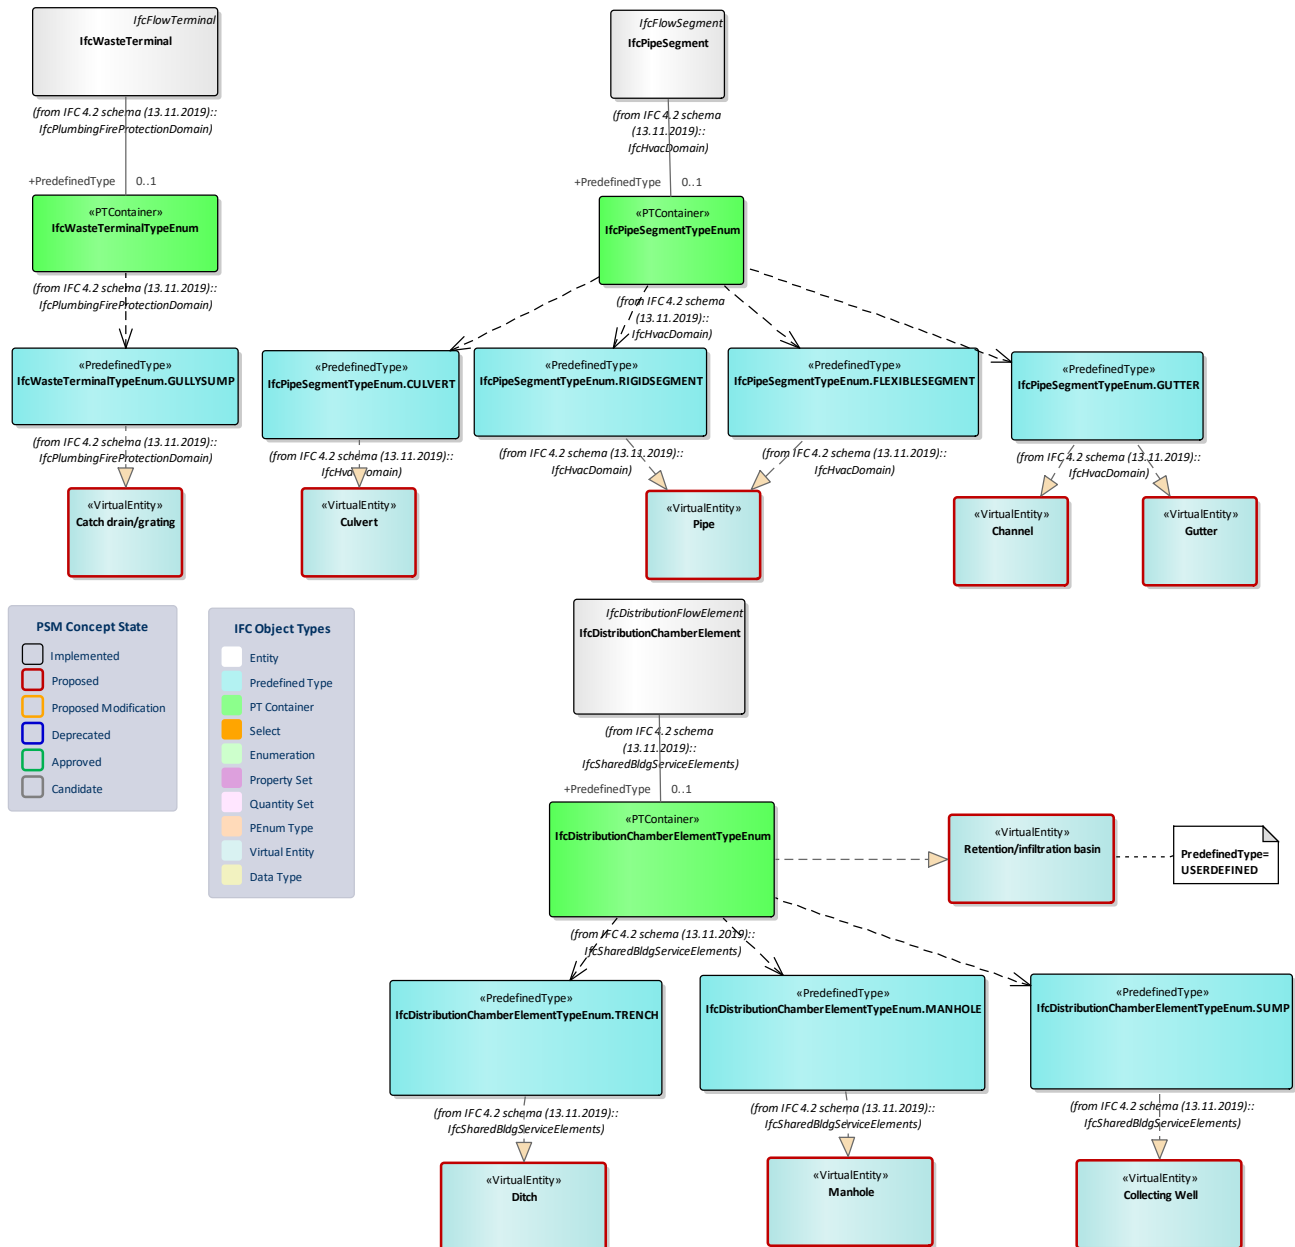 IfcFlowTerminal
IfcWasteTerminal
(from IFC 4.2 schema (13.11.2019)::
IfcPlumbingFireProtectionDomain)
+PredefinedType 0..1
«PTContainer»
IfcWasteTerminalTypeEnum
(from IFC 4.2 schema (13.11.2019)::
IfcPlumbingFireProtectionDomain)
«PredefinedType»
IfcWasteTerminalTypeEnum.GULLYSUMP
(from IFC 4.2 schema (13.11.2019)::
IfcPlumbingFireProtectionDomain)
«VirtualEntity»
Catch drain/grating
IfcFlowSegment
IfcPipeSegment
(from IFC 4.2 schema
(13.11.2019)::
IfcHvacDomain)
+PredefinedType 0..1
«PTContainer»
IfcPipeSegmentTypeEnum
(from IFC 4.2 schema
(13.11.2019)::
IfcHvacDomain)
«PredefinedType»
IfcPipeSegmentTypeEnum.CULVERT
(from IFC 4.2 schema (13.11.2019)::
IfcHvacDomain)
«VirtualEntity»
Culvert
«PredefinedType»
IfcPipeSegmentTypeEnum.RIGIDSEGMENT
(from IFC 4.2 schema (13.11.2019)::
IfcHvacDomain)
«PredefinedType»
IfcPipeSegmentTypeEnum.FLEXIBLESEGMENT
(from IFC 4.2 schema (13.11.2019)::
IfcHvacDomain)
«VirtualEntity»
Pipe
«PredefinedType»
IfcPipeSegmentTypeEnum.GUTTER
(from IFC 4.2 schema (13.11.2019)::
IfcHvacDomain)
«VirtualEntity»
Channel
«VirtualEntity»
Gutter
PSM Concept State
Implemented
Proposed
Proposed Modification
Deprecated
Approved
Candidate
IFC Object Types
Entity
Predefined Type
PT Container
Select
Enumeration
Property Set
Quantity Set
PEnum Type
Virtual Entity
Data Type
IfcDistributionFlowElement
IfcDistributionChamberElement
(from IFC 4.2 schema
(13.11.2019)::
IfcSharedBldgServiceElements)
+PredefinedType 0..1
«PTContainer»
IfcDistributionChamberElementTypeEnum
(from IFC 4.2 schema (13.11.2019)::
IfcSharedBldgServiceElements)
«VirtualEntity»
Retention/infiltration basin
PredefinedType=
USERDEFINED
«PredefinedType»
IfcDistributionChamberElementTypeEnum.TRENCH
(from IFC 4.2 schema (13.11.2019)::
IfcSharedBldgServiceElements)
«VirtualEntity»
Ditch
«PredefinedType»
IfcDistributionChamberElementTypeEnum.MANHOLE
(from IFC 4.2 schema (13.11.2019)::
IfcSharedBldgServiceElements)
«VirtualEntity»
Manhole
«PredefinedType»
IfcDistributionChamberElementTypeEnum.SUMP
(from IFC 4.2 schema (13.11.2019)::
IfcSharedBldgServiceElements)
«VirtualEntity»
Collecting Well